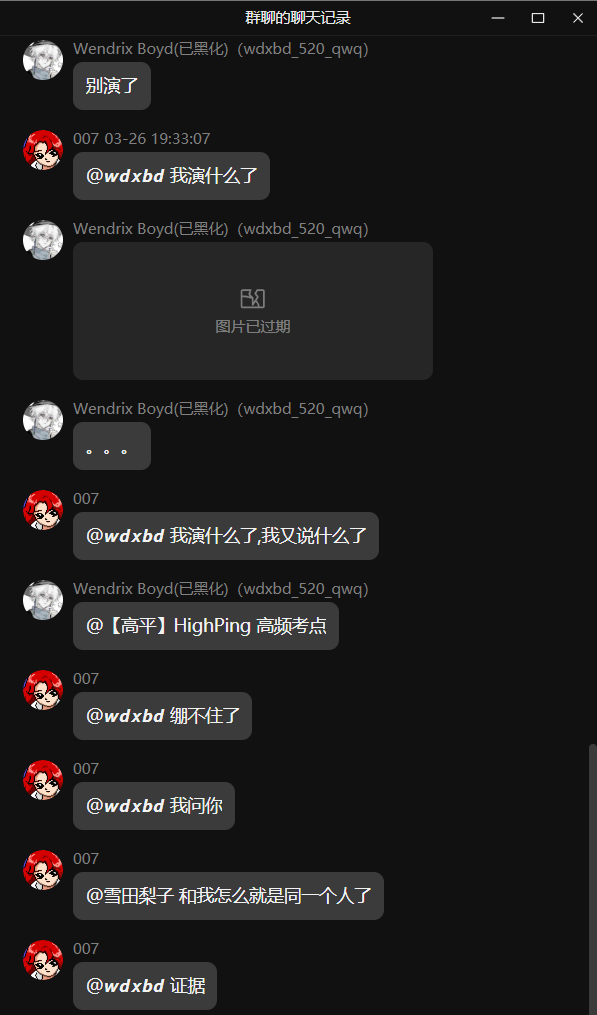 群聊的聊天记录
Wendrix Boyd(已黑化)（wdxbd_520_qwq）
别演了
007 03-26 19:33:07
@wdxbd 我演什么了
Wendrix Boyd(已黑化)（wdxbd_520_qwq）
图片已过期
Wendrix Boyd(已黑化)（wdxbd_520_qwq）
。。。
007
@wdxbd 我演什么了,我又说什么了
Wendrix Boyd(已黑化)（wdxbd_520_qwq）
@【高平】HighPing 高频考点
007
@wdxbd 绷不住了
007
@wdxbd 我问你
007
@雪田梨子 和我怎么就是同一个人了
007
@wdxbd 证据